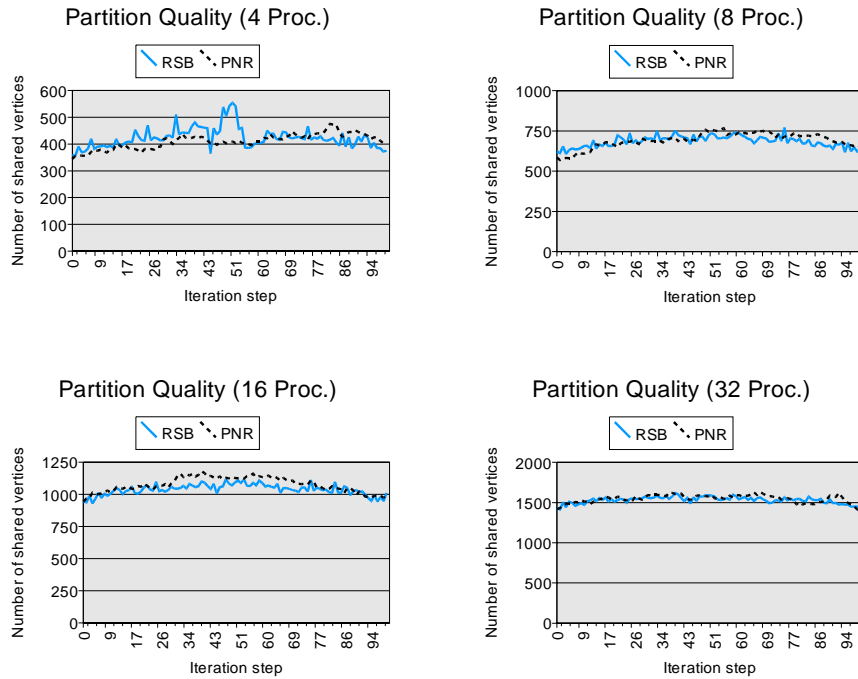 Partition Quality (4 Proc.)
RSB PNR
Number of shared vertices
600
500
400
300
200
100
0
0 9 17 26 34 43 51 60 69 77 86 94
Iteration step
Partition Quality (8 Proc.)
RSB PNR
Number of shared vertices
1000
750
500
250
0
0 9 17 26 34 43 51 60 69 77 86 94
Iteration step
Partition Quality (16 Proc.)
RSB PNR
Number of shared vertices
1250
1000
750
500
250
0
0 9 17 26 34 43 51 60 69 77 86 94
Iteration step
Partition Quality (32 Proc.)
RSB PNR
Number of shared vertices
2000
1500
1000
500
0
0 9 17 26 34 43 51 60 69 77 86 94
Iteration step